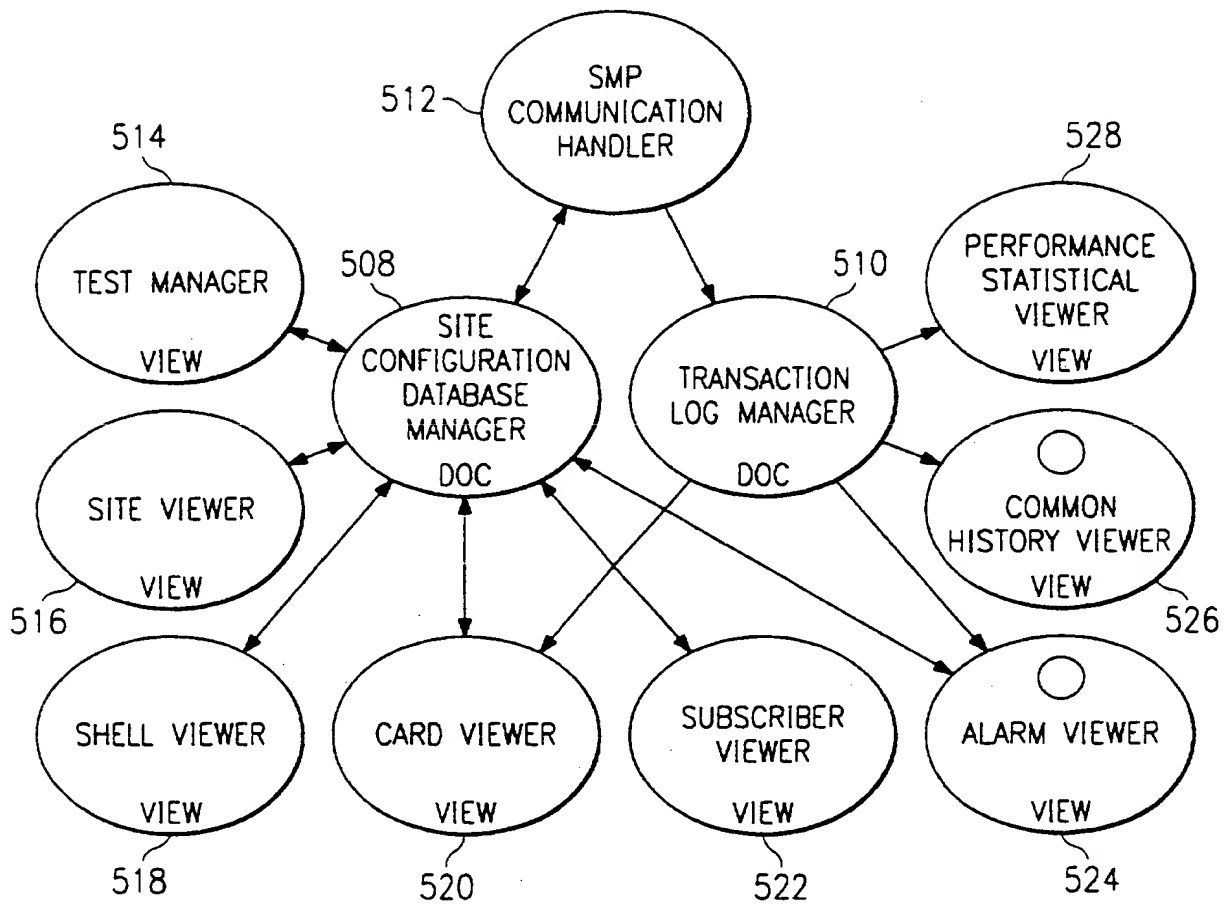 512
SMP
COMMUNICATION
HANDLER
514
TEST MANAGER
VIEW
508
SITE
CONFIGURATION
DATABASE
MANAGER
DOC
510
TRANSACTION
LOG MANAGER
DOC
528
PERFORMANCE
STATISTICAL
VIEWER
VIEW
516
SITE VIEWER
VIEW
COMMON
HISTORY VIEWER
VIEW
526
SHELL VIEWER
VIEW
518
CARD VIEWER
VIEW
520
SUBSCRIBER
VIEWER
VIEW
522
ALARM VIEWER
VIEW
524